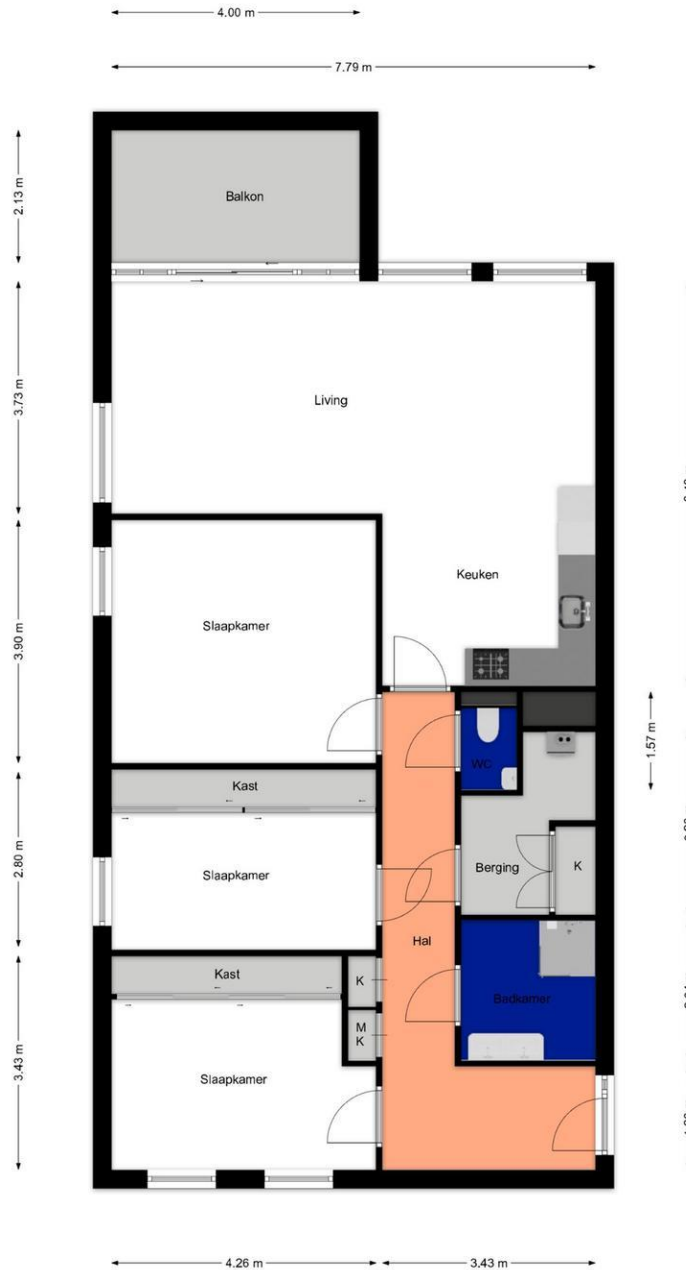 4.00 m
7.79 m
2.13 m
Balkon
3.73 m
Living
Keuken
3.90 m
Slaapkamer
1.57 m
WC
Kast
2.80 m
Slaapkamer
Berging
K
Hal
Kast
K
Badkamer
M
K
3.43 m
Slaapkamer
4.26 m
3.43 m